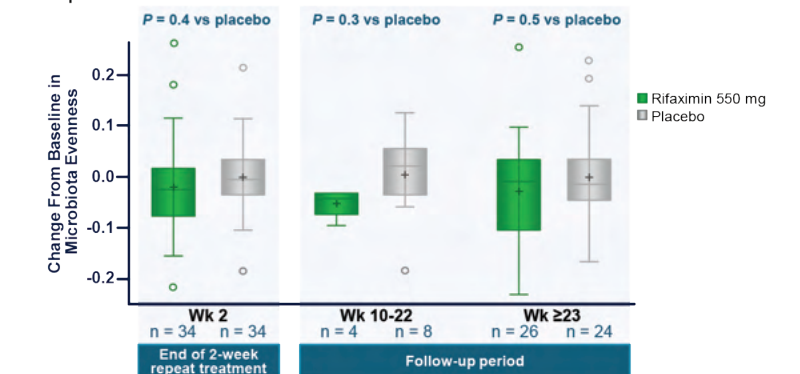 P = 0.4 vs placebo
P = 0.3 vs placebo
P = 0.5 vs placebo
Change From Baseline in
Microbiota Evenness
0.2
0.1
0.0
-0.1
-0.2
Rifaximin 550 mg
Placebo
Wk 2
Wk 10-22
Wk ≥23
n = 34
n = 34
n = 4
n = 8
n = 26
n = 24
End of 2-week
repeat treatment
Follow-up period